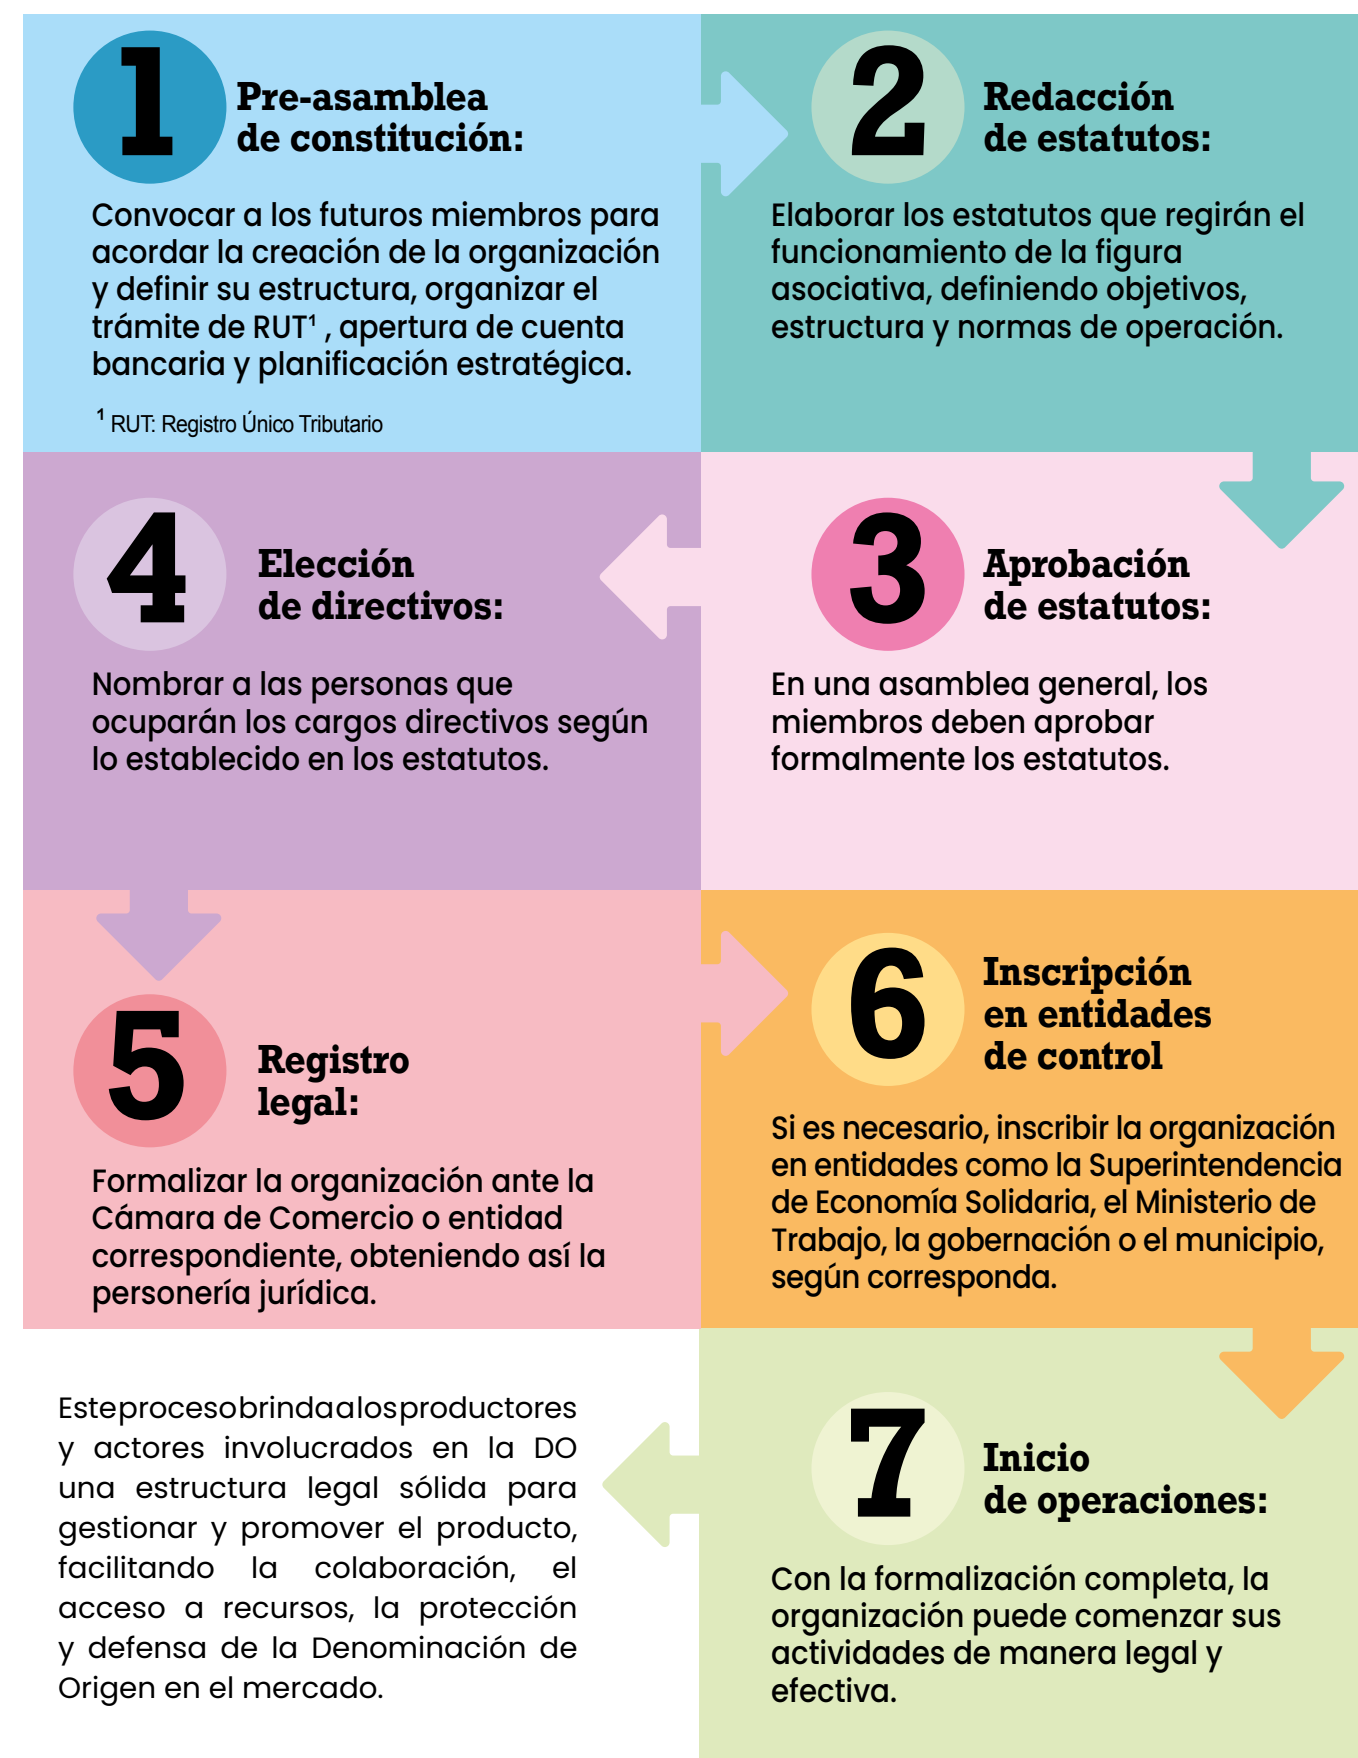 1
Pre-asamblea
de constitución:
Convocar a los futuros miembros para
acordar la creación de la organización
y definir su estructura, organizar el
trámite de RUT¹ , apertura de cuenta
bancaria y planificación estratégica.
¹ RUT: Registro Único Tributario
2
Redacción
de estatutos:
Elaborar los estatutos que regirán el
funcionamiento de la figura
asociativa, definiendo objetivos,
estructura y normas de operación.
3
Aprobación
de estatutos:
En una asamblea general, los
miembros deben aprobar
formalmente los estatutos.
4
Elección
de directivos:
Nombrar a las personas que
ocuparán los cargos directivos según
lo establecido en los estatutos.
5
Registro
legal:
Formalizar la organización ante la
Cámara de Comercio o entidad
correspondiente, obteniendo así la
personería jurídica.
6
Inscripción
en entidades
de control
Si es necesario, inscribir la organización
en entidades como la Superintendencia
de Economía Solidaria, el Ministerio de
Trabajo, la gobernación o el municipio,
según corresponda.
7
Inicio
de operaciones:
Con la formalización completa, la
organización puede comenzar sus
actividades de manera legal y
efectiva.
Este proceso brinda a los productores
y actores involucrados en la DO
una estructura legal sólida para
gestionar y promover el producto,
facilitando la colaboración, el
acceso a recursos, la protección
y defensa de la Denominación de
Origen en el mercado.